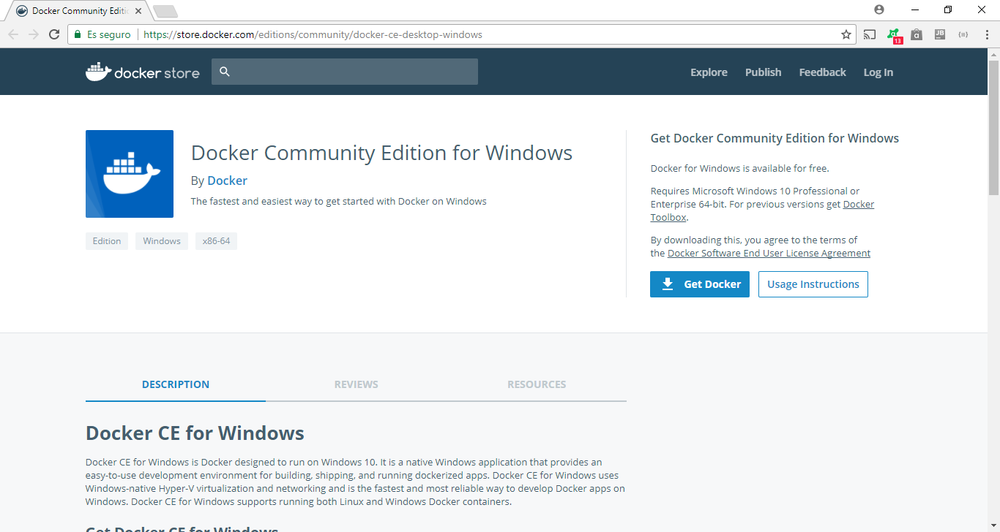 Docker Community Editic
Es seguro
https://store.docker.com/editions/community/docker-ce-desktop-windows
13
a
JB
docker store
Explore
Publish
Feedback
Log In
Docker Community Edition for Windows
By Docker
The fastest and easiest way to get started with Docker on Windows
Edition
Windows
x86-64
Get Docker Community Edition for Windows
Docker for Windows is available for free.
Requires Microsoft Windows 10 Professional or
Enterprise 64-bit. For previous versions get Docker
Toolbox.
By downloading this, you agree to the terms of
the Docker Software End User License Agreement
Get Docker
Usage Instructions
DESCRIPTION
REVIEWS
RESOURCES
Docker CE for Windows
Docker CE for Windows is Docker designed to run on Windows 10. It is a native Windows application that provides an
easy-to-use development environment for building, shipping, and running dockerized apps. Docker CE for Windows uses
Windows-native Hyper-V virtualization and networking and is the fastest and most reliable way to develop Docker apps on
Windows. Docker CE for Windows supports running both Linux and Windows Docker containers.
Get Docker CE for Windows